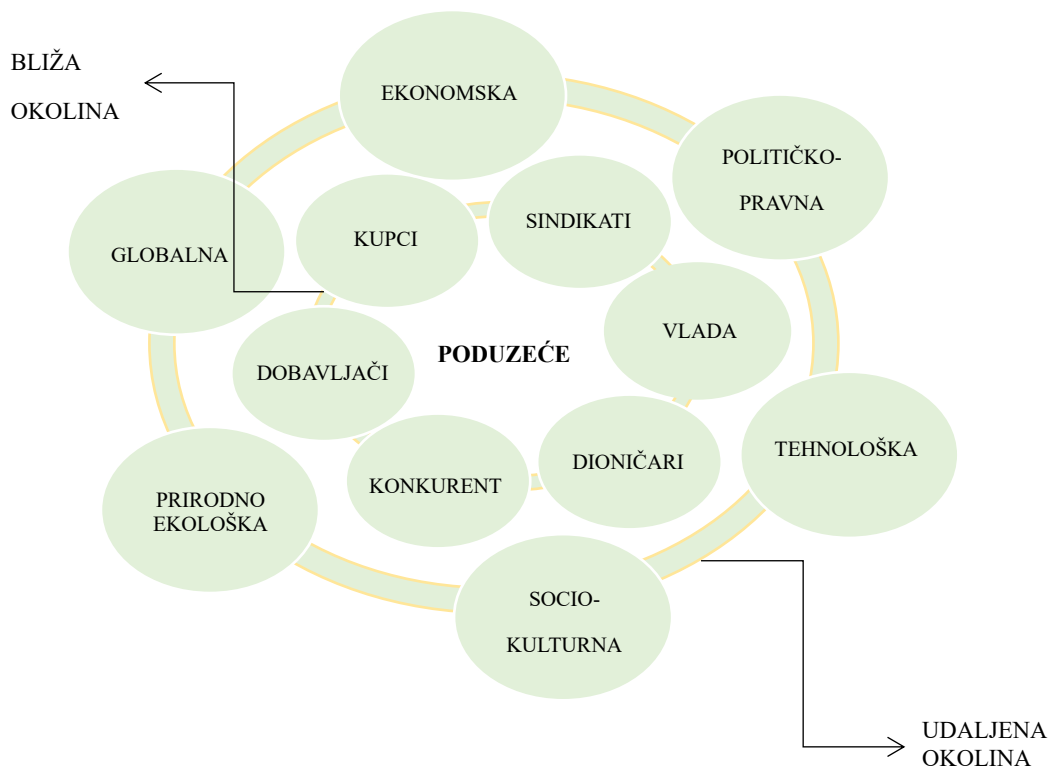 BLIŽA
OKOLINA
EKONOMSKA
POLITIČKO-
PRAVNA
SINDIKATI
KUPCI
GLOBALNA
VLADA
PODUZEĆE
DOBAVLJAČI
TEHNOLOŠKA
DIONIČARI
KONKURENT
PRIRODNO
EKOLOŠKA
SOCIO-
KULTURNA
UDALJENA
OKOLINA